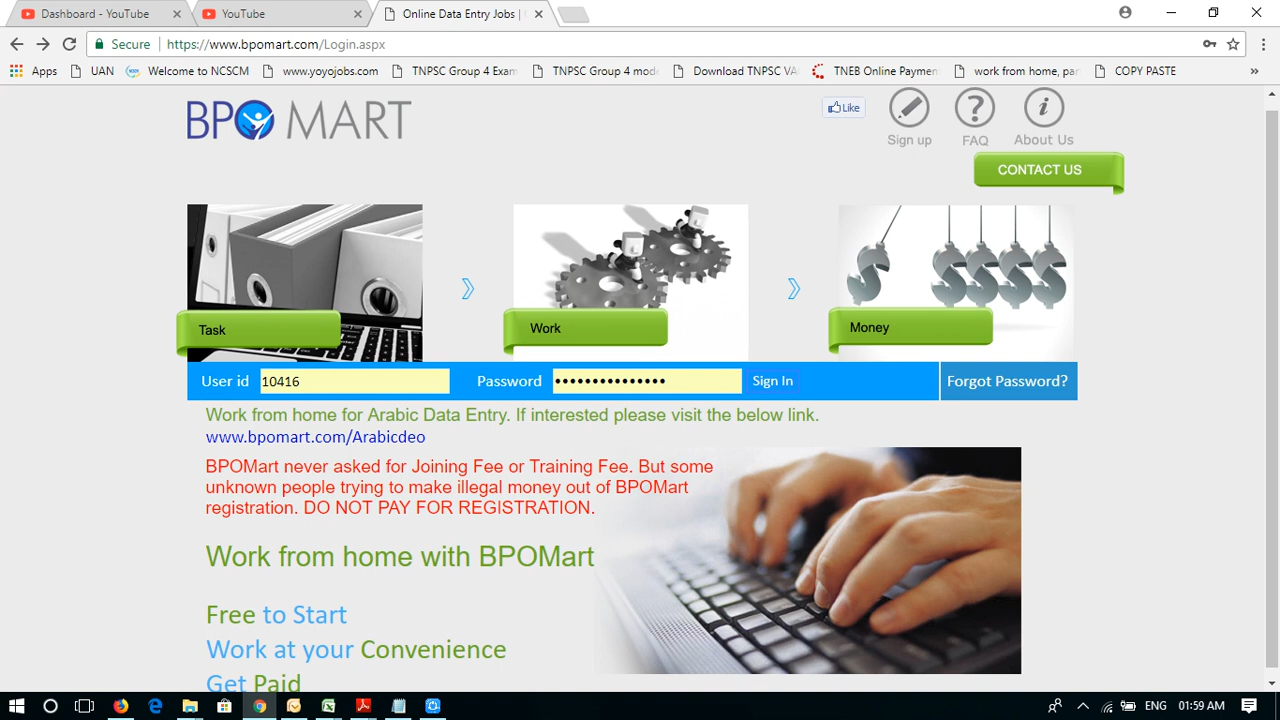 Dashboard - YouTube
YouTube
Online Data Entry Jobs |
Secure
https://www.bpomart.com/Login.aspx
Apps
UAN
Welcome to NCSCM
www.yoyojobs.com
TNPSC Group 4 Exam
TNPSC Group 4 mod
Download TNPSC VA
TNEB Online Paymen
work from home, par
COPY PASTE
»
BPO MART
Like
Sign up
FAQ
About Us
CONTACT US
Task
Work
Money
User id
10416
Password
•••••••••••••••
Sign In
Forgot Password?
Work from home for Arabic Data Entry. If interested please visit the below link.
www.bpomart.com/Arabicdeo
BPOMart never asked for Joining Fee or Training Fee. But some
unknown people trying to make illegal money out of BPOMart
registration. DO NOT PAY FOR REGISTRATION.
Work from home with BPOMart
Free to Start
Work at your Convenience
Get Paid
ENG
01:59 AM